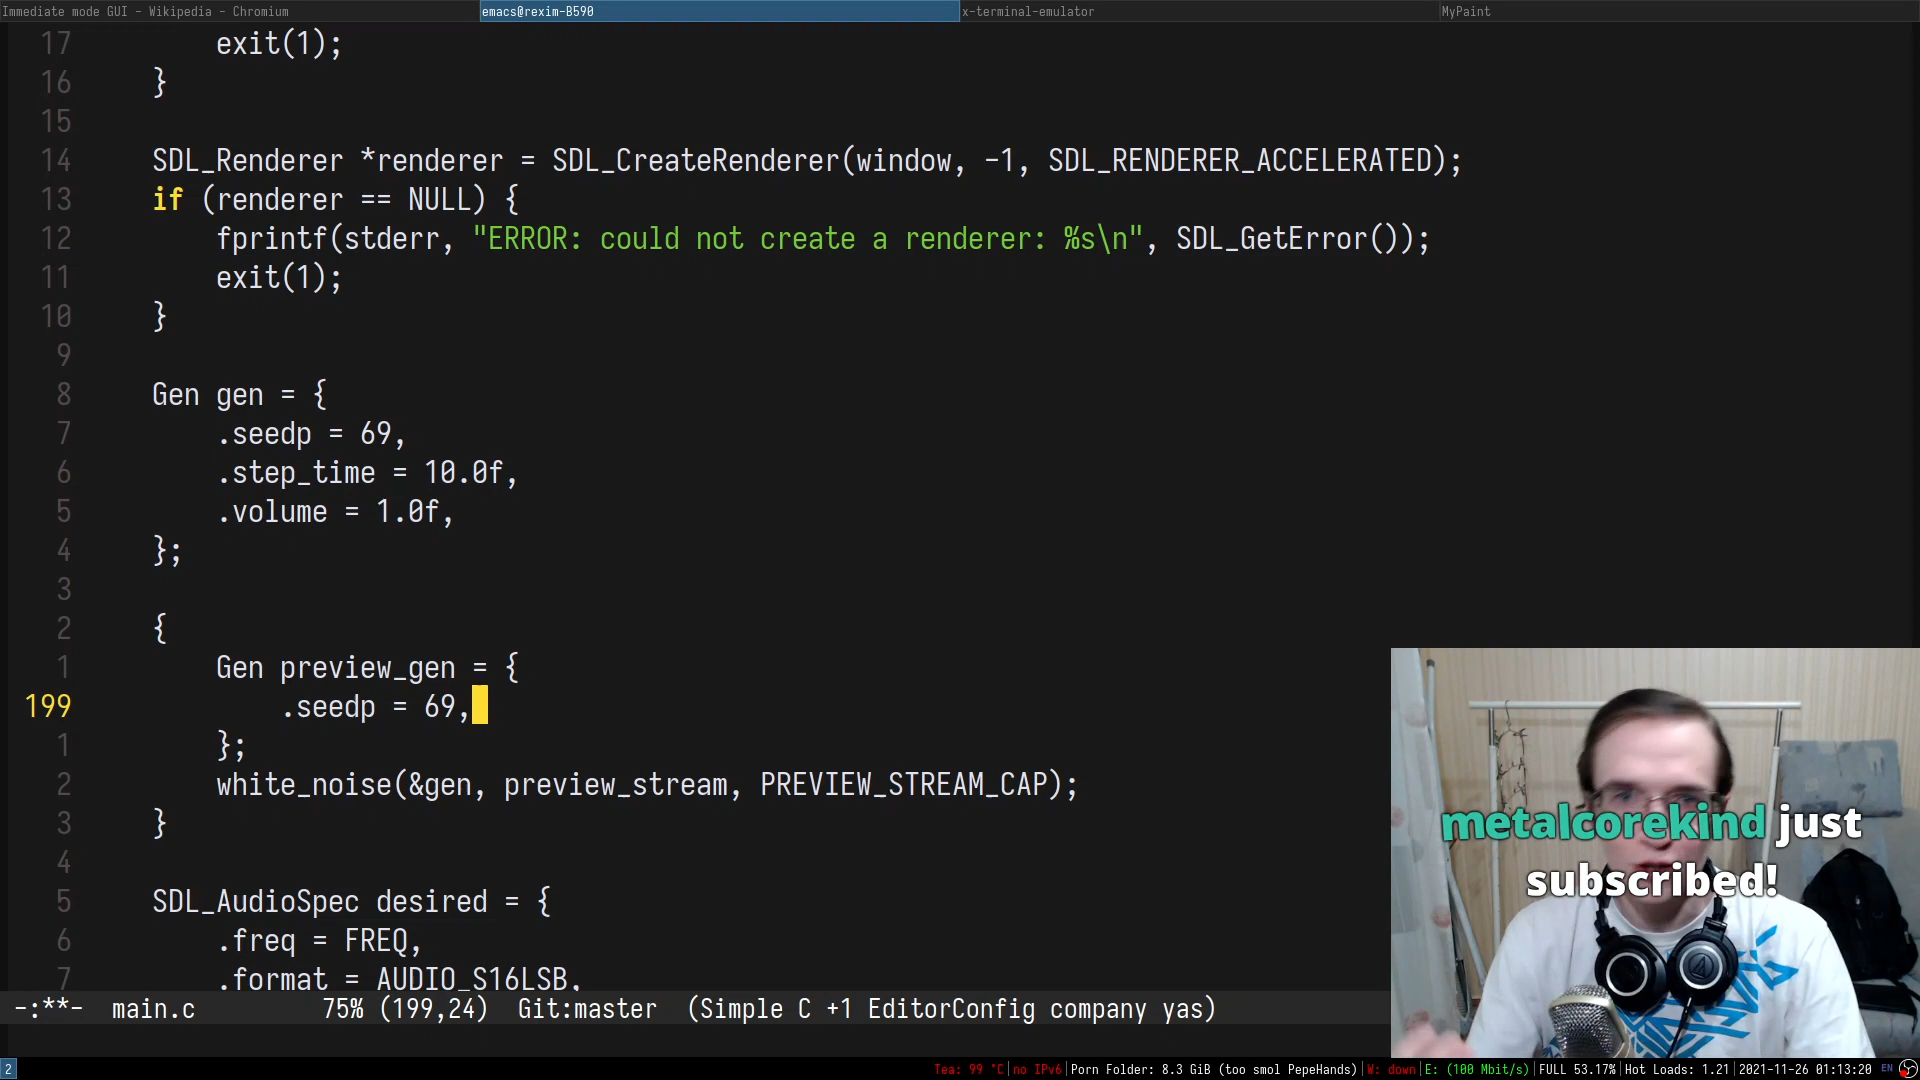 Immediate mode GUI - Wikipedia - Chromium
emacs@rexim-B590
x-terminal-emulator
MyPaint
17 exit(1);
16 }
15
14 SDL_Renderer *renderer = SDL_CreateRenderer(window, -1, SDL_RENDERER_ACCELERATED);
13 if (renderer == NULL) {
12 fprintf(stderr, "ERROR: could not create a renderer: %s\n", SDL_GetError());
11 exit(1);
10 }
9
8 Gen gen = {
7 .seedp = 69,
6 .step_time = 10.0f,
5 .volume = 1.0f,
4 };
3
2 {
1 Gen preview_gen = {
199 .seedp = 69,
1 };
2 white_noise(&gen, preview_stream, PREVIEW_STREAM_CAP);
3 }
4
5 SDL_AudioSpec desired = {
6 .freq = FREQ,
7 .format = AUDIO_S16LSB,
metalcorekind just
subscribed!
-:**- main.c 75% (199,24) Git:master (Simple C +1 EditorConfig company yas)
2 Tea: 99 °C|no IPv6|Porn Folder: 8.3 GiB (too smol PepeHands)|W: down|E: (100 Mbit/s)|FULL 53.17%|Hot Loads: 1.21|2021-11-26 01:13:20 EN